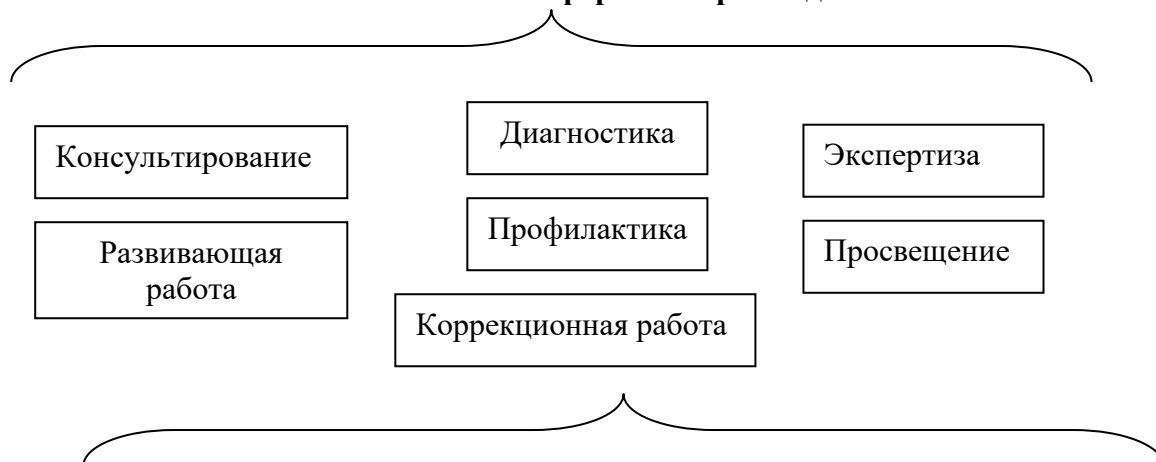 Диагностика
Консультирование
Экспертиза
Профилактика
Развивающая
работа
Просвещение
Коррекционная работа